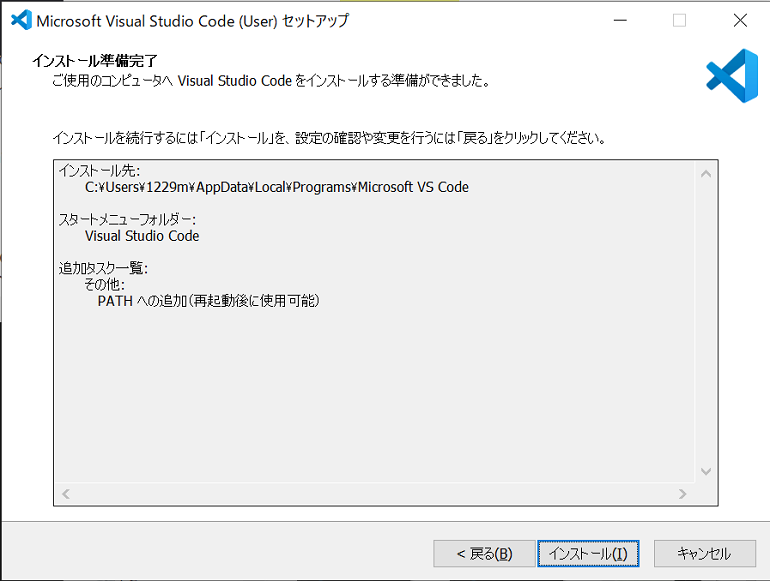 Microsoft Visual Studio Code (User) セットアップ
インストール準備完了
ご使用のコンピュータへ Visual Studio Code をインストールする準備ができました。
インストールを続行するには「インストール」を、設定の確認や変更を行うには「戻る」をクリックしてください。
インストール先:
C:¥Users¥1229m¥AppData¥Local¥Programs¥Microsoft VS Code
スタートメニューフォルダー:
Visual Studio Code
追加タスク一覧:
その他:
PATH への追加（再起動後に使用可能）
< 戻る(B) インストール(I) キャンセル